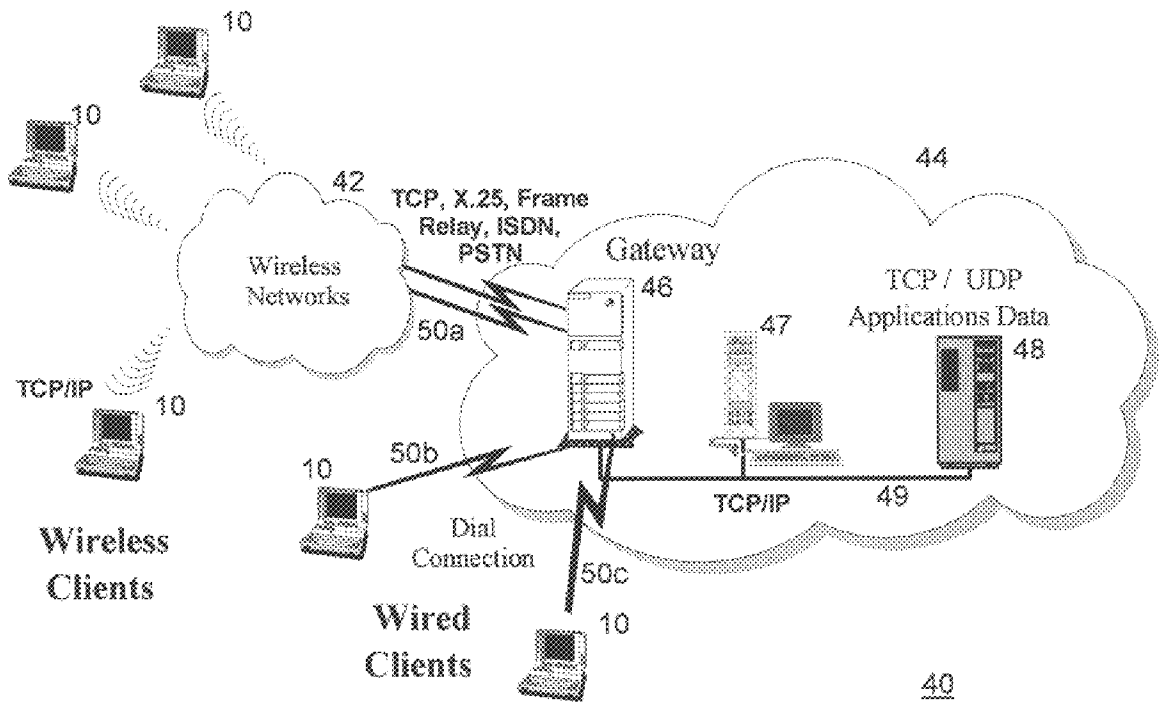 10
10
44
42
TCP, X.25, Frame
Relay, ISDN,
PSTN
Gateway
Wireless
Networks
46
TCP / UDP
Applications Data
47
48
50a
TCP/IP
10
50b
10
TCP/IP
49
Dial
Connection
50c
Wireless
Clients
Wired
Clients
10
40